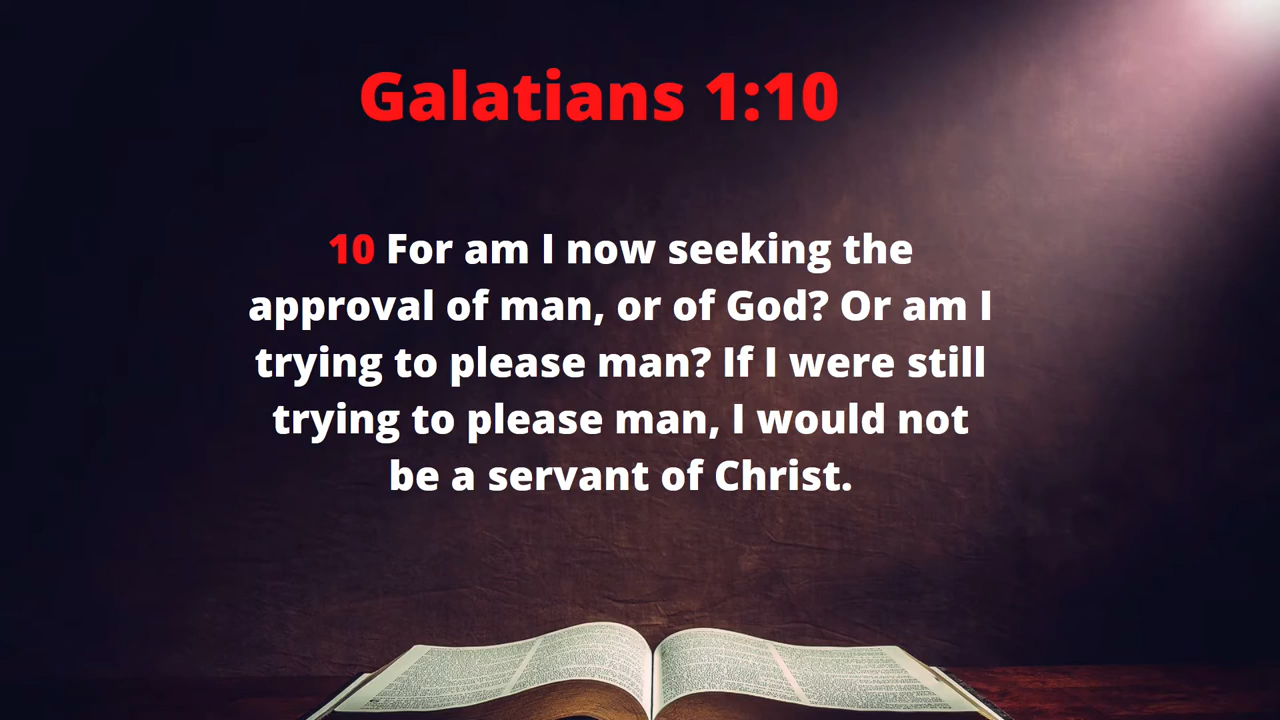 Galatians 1:10
10 For am I now seeking the
approval of man, or of God? Or am I
trying to please man? If I were still
trying to please man, I would not
be a servant of Christ.